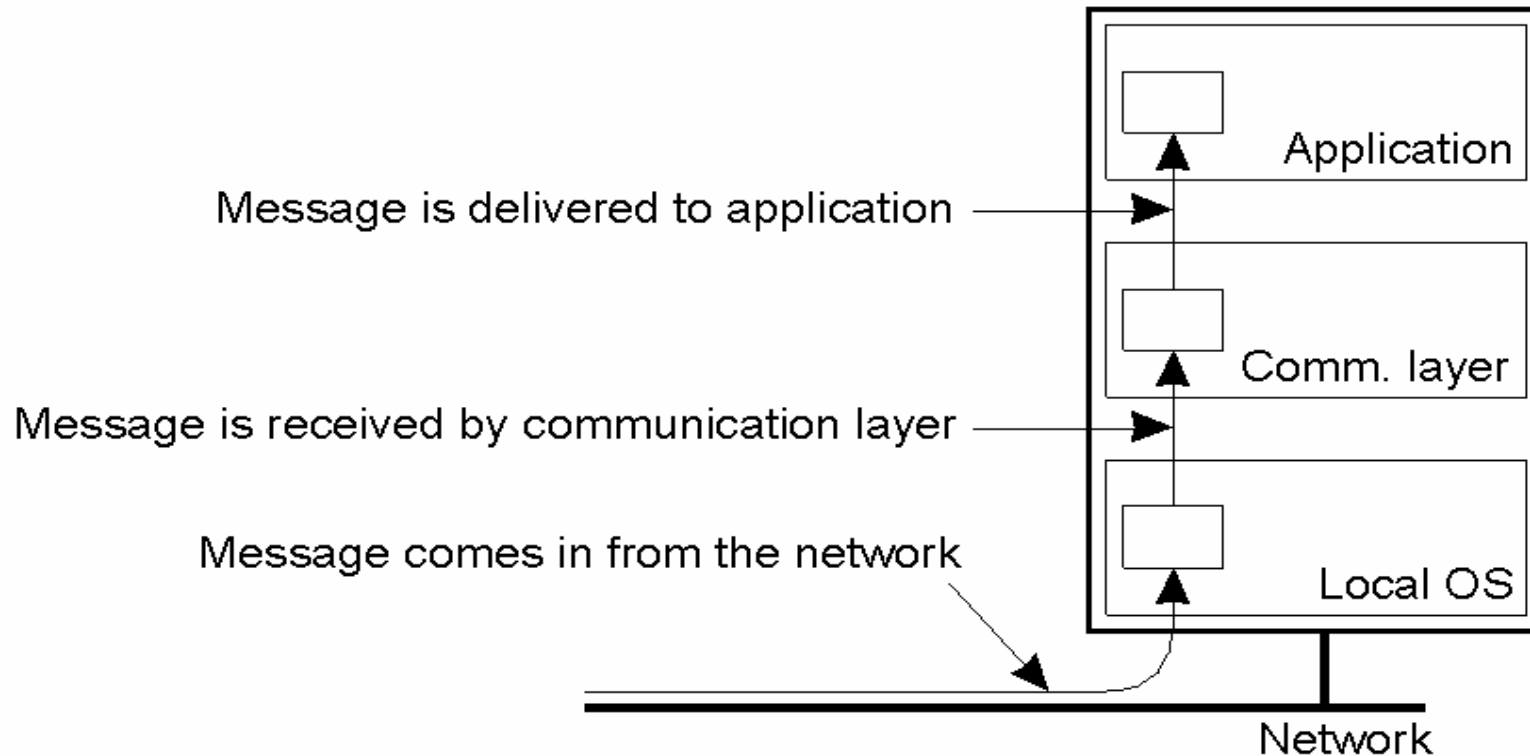 Application
Message is delivered to application
Comm. layer
Message is received by communication layer
Message comes in from the network
Local OS
Network